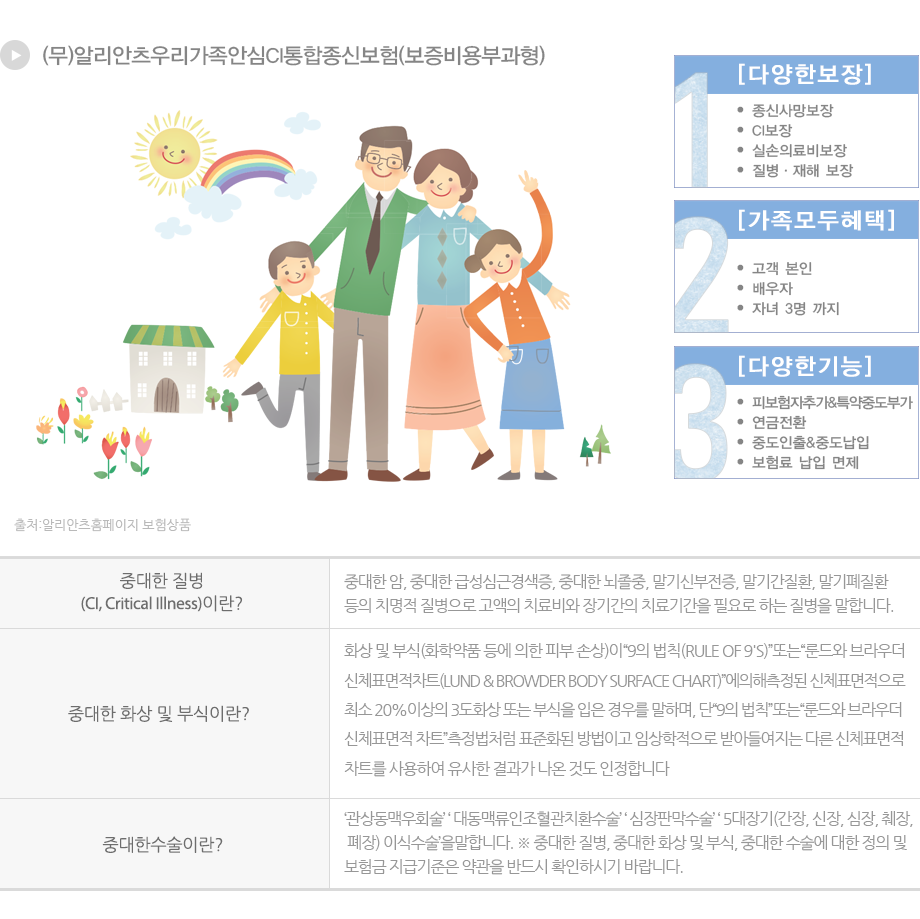 (무)알리안츠우리가족안심CI통합종신보험(보증비용부과형)
1
[다양한보장]
• 종신사망보장
• CI보장
• 실손의료비보장
• 질병 · 재해 보장
2
[가족모두혜택]
• 고객 본인
• 배우자
• 자녀 3명 까지
3
[다양한기능]
• 피보험자추가&특약중도부가
• 연금전환
• 중도인출&중도납입
• 보험료 납입 면제
출처:알리안츠홈페이지 보험상품
중대한 질병
(CI, Critical Illness)이란?
중대한 암, 중대한 급성심근경색증, 중대한 뇌졸중, 말기신부전증, 말기간질환, 말기폐질환
등의 치명적 질병으로 고액의 치료비와 장기간의 치료기간을 필요로 하는 질병을 말합니다.
중대한 화상 및 부식이란?
화상 및 부식(화학약품 등에 의한 피부 손상)이“9의 법칙(RULE OF 9'S)”또는“룬드와 브라우더
신체표면적차트(LUND & BROWDER BODY SURFACE CHART)”에의해측정된 신체표면적으로
최소 20%이상의 3도화상 또는 부식을 입은 경우를 말하며, 단“9의 법칙”또는“룬드와 브라우더
신체표면적 차트”측정법처럼 표준화된 방법이고 임상학적으로 받아들여지는 다른 신체표면적
차트를 사용하여 유사한 결과가 나온 것도 인정합니다
중대한수술이란?
‘관상동맥우회술’ ‘ 대동맥류인조혈관치환수술’ ‘ 심장판막수술’ ‘ 5대장기(간장, 신장, 심장, 췌장,
폐장) 이식수술’을말합니다. ※ 중대한 질병, 중대한 화상 및 부식, 중대한 수술에 대한 정의 및
보험금 지급기준은 약관을 반드시 확인하시기 바랍니다.